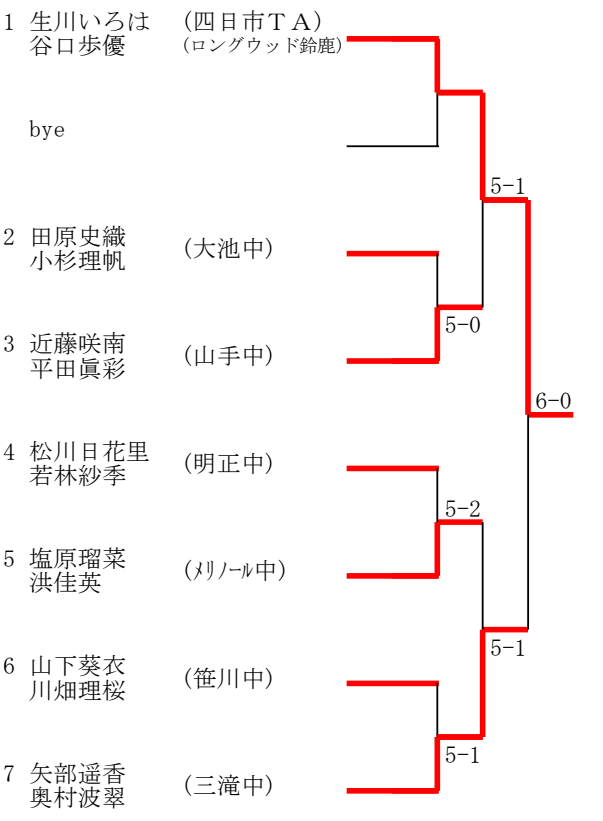 1 生川いろは (四日市ＴＡ)
谷口歩優 (ロングウッド鈴鹿)
bye
5-1
2 田原史織
小杉理帆
(大池中)
5-0
3 近藤咲南
平田眞彩
(山手中)
6-0
4 松川日花里
若林紗季
(明正中)
5-2
5 塩原瑠菜
洪佳英
(ﾒﾘﾉｰﾙ中)
5-1
6 山下葵衣
川畑理桜
(笹川中)
5-1
7 矢部遥香
奥村波翠
(三滝中)